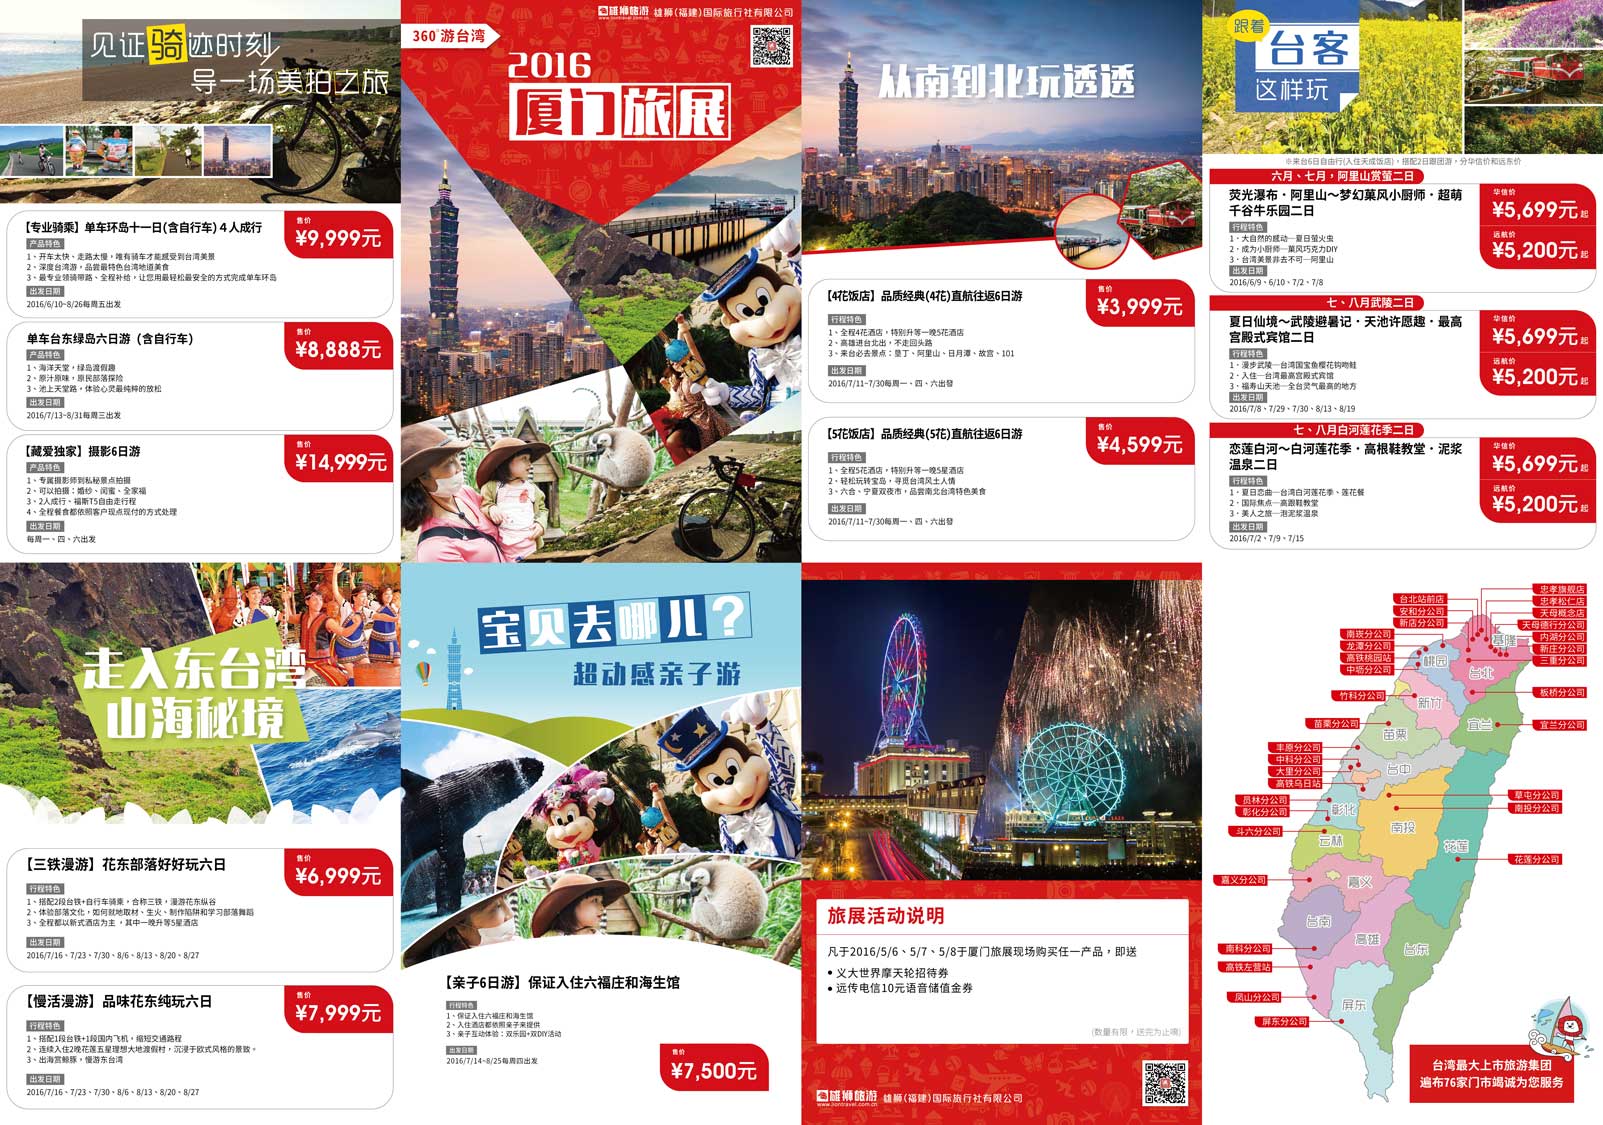 见证骑迹时刻
导一场美拍之旅
【专业骑乘】单车环岛十一日(含自行车)４人成行
售价
¥9,999元
产品特色
1、开车太快、走路太慢，唯有骑车才能感受到台湾美景
2、深度台湾游，品尝最特色台湾地道美食
3、最专业领骑带路、全程补给，让您用最轻松最安全的方式完成单车环岛
出发日期
2016/6/10~8/26每周五出发
单车台东绿岛六日游（含自行车）
售价
¥8,888元
产品特色
1、海洋天堂，绿岛渡假趣
2、原汁原味，原民部落探险
3、池上天堂路，体验心灵最纯粹的放松
出发日期
2016/7/13~8/31每周三出发
【藏爱独家】摄影6日游
售价
¥14,999元
产品特色
1、专属摄影师到私秘景点拍摄
2、可以拍摄：婚纱、闺蜜、全家福
3、2人成行、福斯T5自由走行程
4、全程餐食都依照客户现点现付的方式处理
出发日期
每周一、四、六出发
雄狮旅游
www.liontravel.com.cn
雄狮(福建)国际旅行社有限公司
360°游台湾
2016
厦门旅展
从南到北玩透透
【4花饭店】品质经典(4花)直航往返6日游
售价
¥3,999元
行程特色
1、全程4花酒店，特别升等一晚5花酒店
2、高雄进台北出，不走回头路
3、来台必去景点：垦丁、阿里山、日月潭、故宫、101
出发日期
2016/7/11~7/30每周一、四、六出發
【5花饭店】品质经典(5花)直航往返6日游
售价
¥4,599元
行程特色
1、全程5花酒店，特别升等一晚5星酒店
2、轻松玩转宝岛，寻觅台湾风土人情
3、六合、宁夏双夜市，品尝南北台湾特色美食
出发日期
2016/7/11~7/30每周一、四、六出發
跟着
台客
这样玩
※来台6日自由行(入住天成饭店)，搭配2日跟团游，分华信价和远东价
六月、七月，阿里山赏萤二日
荧光瀑布・阿里山～梦幻菓风小厨师・超萌
千谷牛乐园二日
华信价
¥5,699元起
远航价
¥5,200元起
行程特色
1・大自然的感动─夏日萤火虫
2・成为小厨师─菓风巧克力DIY
3・台湾美景非去不可─阿里山
出发日期
2016/6/9、6/10、7/2、7/8
七、八月武陵二日
夏日仙境～武陵避暑记・天池许愿趣・最高
宫殿式宾馆二日
华信价
¥5,699元起
远航价
¥5,200元起
行程特色
1・漫步武陵─台湾国宝鱼樱花钩吻鲑
2・入住─台湾最高宫殿式宾馆
3・福寿山天池─全台灵气最高的地方
出发日期
2016/7/8、7/29、7/30、8/13、8/19
七、八月白河莲花季二日
恋莲白河～白河莲花季・高根鞋教堂・泥浆
温泉二日
华信价
¥5,699元起
远航价
¥5,200元起
行程特色
1・夏日恋曲─台湾白河莲花季、莲花餐
2・国际焦点─高跟鞋教堂
3・美人之旅─泡泥浆温泉
出发日期
2016/7/2、7/9、7/15
走入东台湾
山海秘境
【三铁漫游】花东部落好好玩六日
售价
¥6,999元
行程特色
1、搭配2段台铁+自行车骑乘，合称三铁，漫游花东纵谷
2、体验部落文化，如何就地取材、生火、制作陷阱和学习部落舞蹈
3、全程都以新式酒店为主，其中一晚升等5星酒店
出发日期
2016/7/16、7/23、7/30、8/6、8/13、8/20、8/27
【慢活漫游】品味花东纯玩六日
售价
¥7,999元
行程特色
1、搭配1段台铁+1段国内飞机，缩短交通路程
2、连续入住2晚花莲五星理想大地渡假村，沉浸于欧式风格的景致。
3、出海赏鲸豚，慢游东台湾
出发日期
2016/7/16、7/23、7/30、8/6、8/13、8/20、8/27
宝贝去哪儿？
超动感亲子游
【亲子6日游】保证入住六福庄和海生馆
行程特色
1、保证入住六福庄和海生馆
2、入住酒店都依照亲子来提供
3、亲子互动体验：双乐园+双DIY活动
出发日期
2016/7/14~8/25每周四出发
售价
¥7,500元
旅展活动说明
凡于2016/5/6、5/7、5/8于厦门旅展现场购买任一产品，即送
• 义大世界摩天轮招待券
• 远传电信10元语音储值金券
(数量有限，送完为止噢)
雄狮旅游
www.liontravel.com.cn
雄狮(福建)国际旅行社有限公司
忠孝旗舰店
台北站前店
忠孝松仁店
安和分公司
天母概念店
新店分公司
天母德行分公司
南崁分公司
内湖分公司
龙潭分公司
新庄分公司
高铁桃园站
三重分公司
中坜分公司
板桥分公司
竹科分公司
苗栗分公司
宜兰分公司
丰原分公司
中科分公司
大里分公司
高铁乌日站
员林分公司
彰化分公司
草屯分公司
南投分公司
斗六分公司
花莲分公司
嘉义分公司
南科分公司
高铁左营站
凤山分公司
屏东分公司
基隆
桃园
台北
新竹
宜兰
苗栗
台中
彰化
南投
云林
花莲
嘉义
台南
高雄
台东
屏东
台湾最大上市旅游集团
遍布76家门市竭诚为您服务